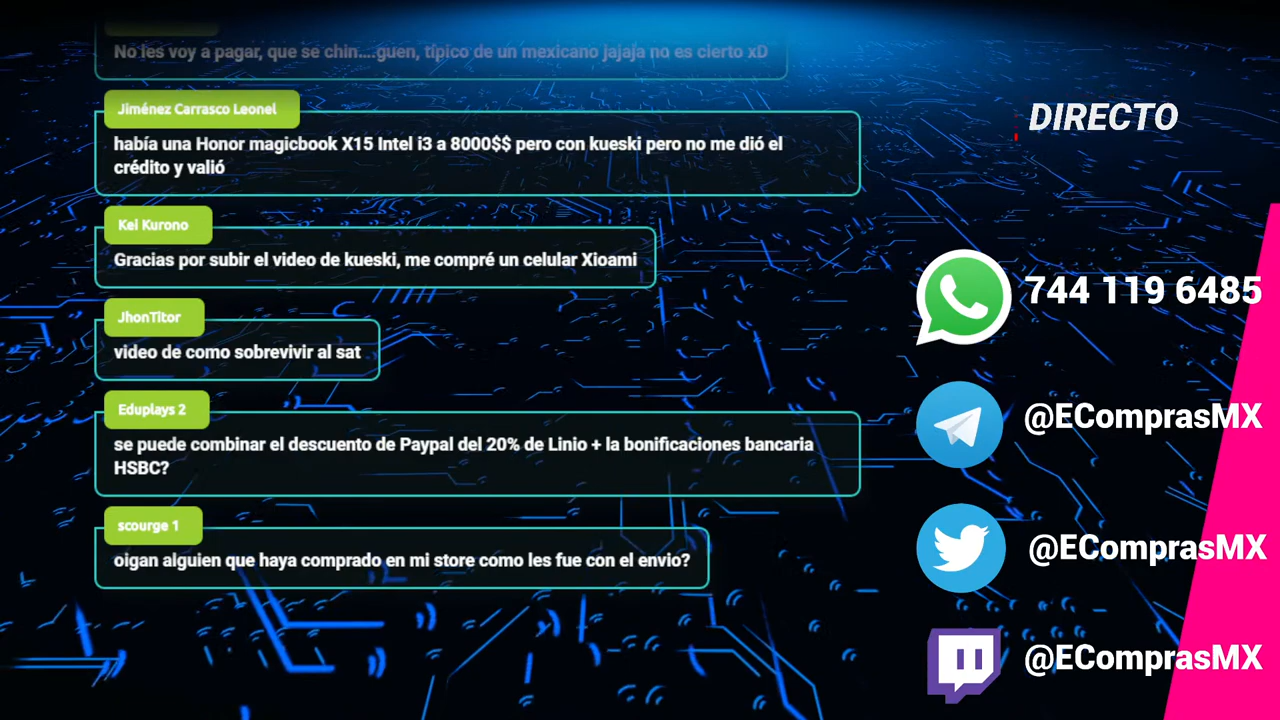 No les voy a pagar, que se chin....guen, típico de un mexicano jajaja no es cierto xD
Jiménez Carrasco Leonel
había una Honor magicbook X15 Intel i3 a 8000$$ pero con kueski pero no me dió el
crédito y valió
Kei Kurono
Gracias por subir el video de kueski, me compré un celular Xioami
JhonTitor
video de como sobrevivir al sat
Eduplays 2
se puede combinar el descuento de Paypal del 20% de Linio + la bonificaciones bancaria
HSBC?
scourge 1
oigan alguien que haya comprado en mi store como les fue con el envio?
DIRECTO
744 119 6485
@EComprasMX
@EComprasMX
@EComprasMX